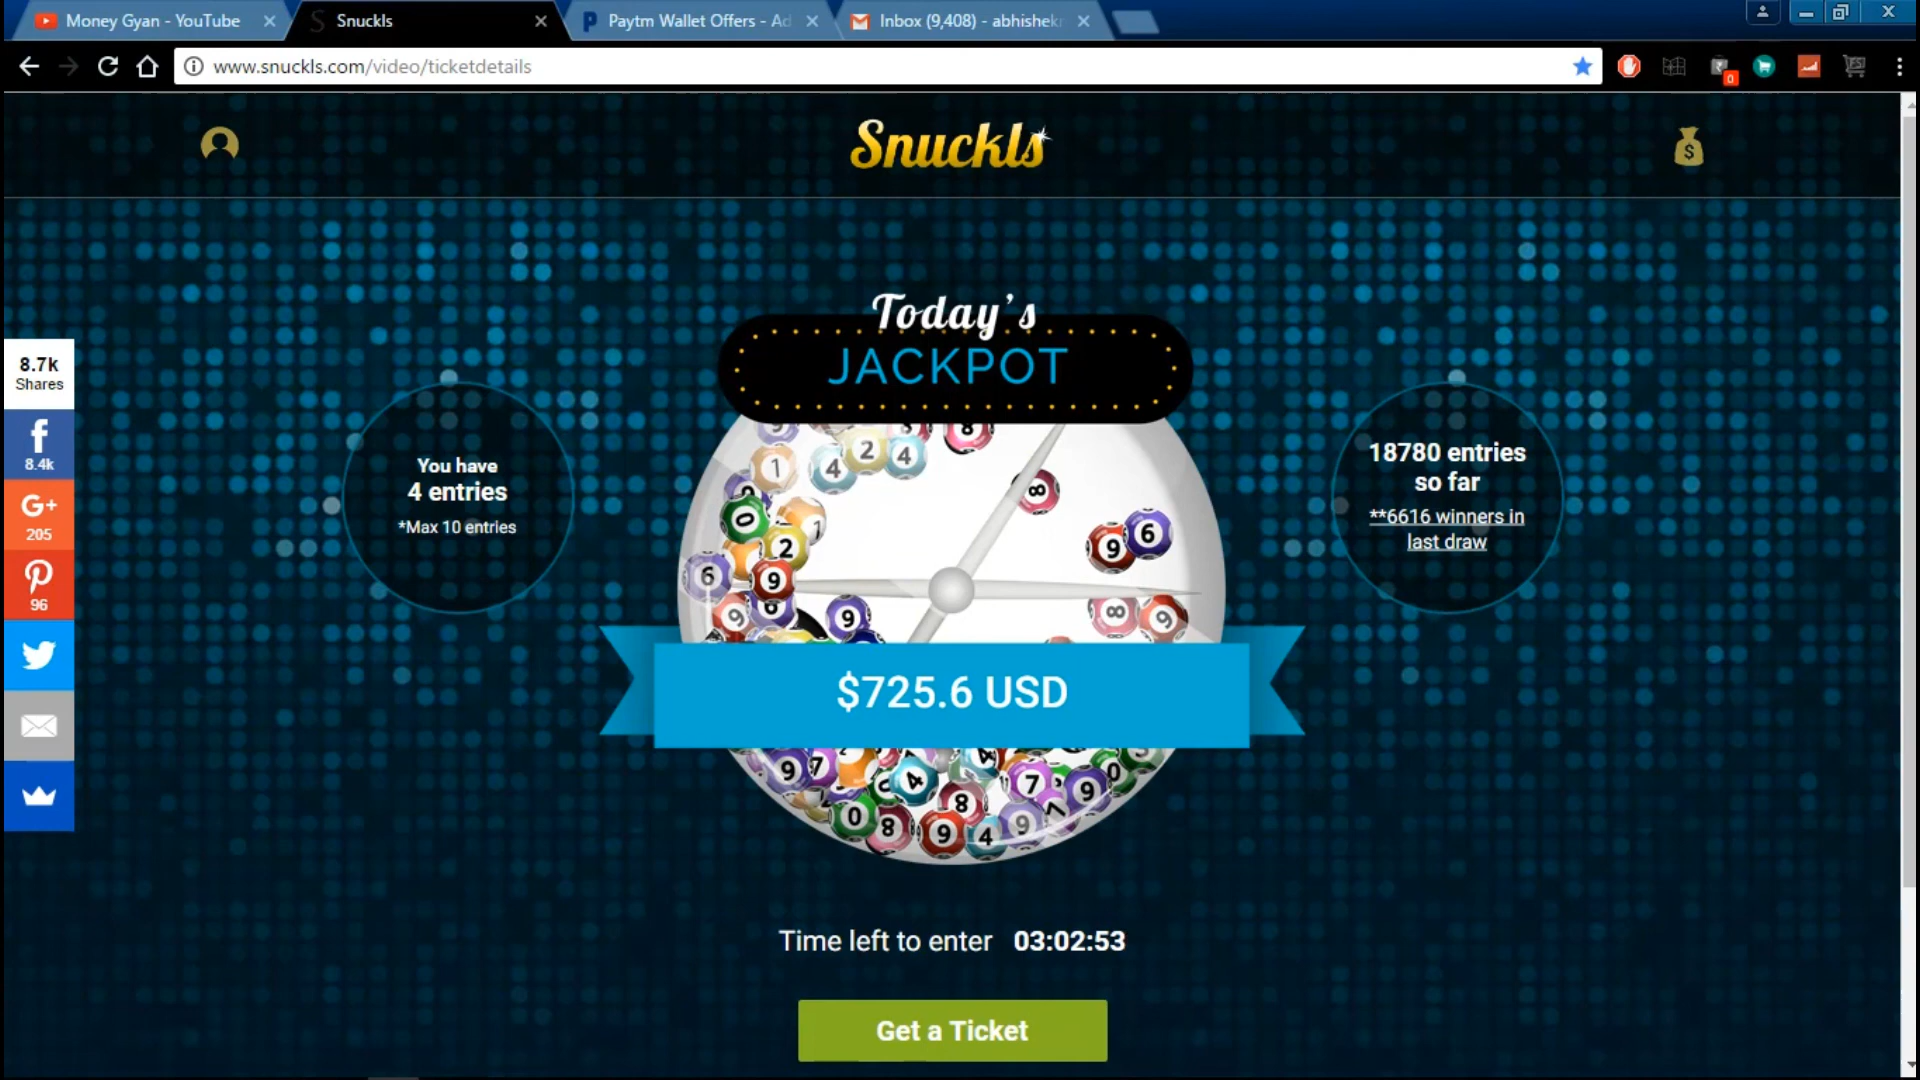 Money Gyan - YouTube
Snuckls
Paytm Wallet Offers - Ad
Inbox (9,408) - abhishekr
www.snuckls.com/video/ticketdetails
0
Snuckls
$
Today's
JACKPOT
8.7k
Shares
f
8.4k
G+
205
96
You have
4 entries
*Max 10 entries
18780 entries
so far
**6616 winners in
last draw
$725.6 USD
Time left to enter 03:02:53
Get a Ticket